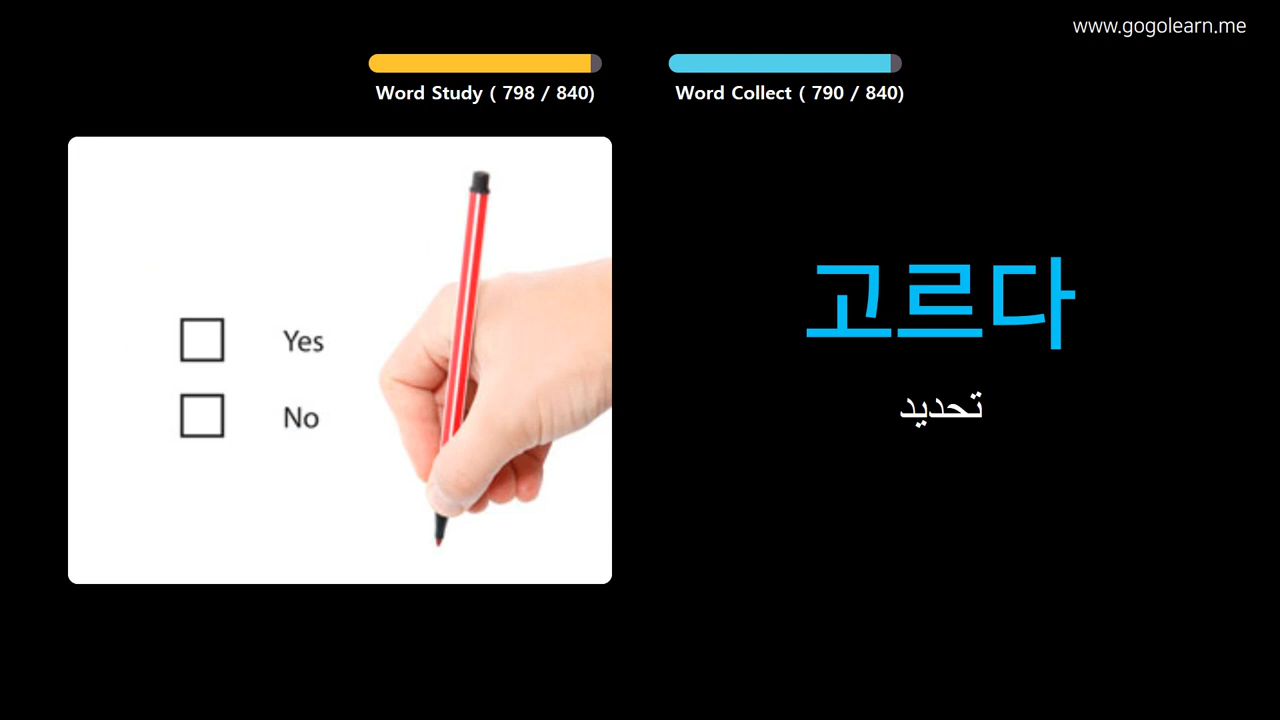 www.gogolearn.me
Word Study ( 798 / 840)
Word Collect ( 790 / 840)
Yes
No
고르다
تحديد